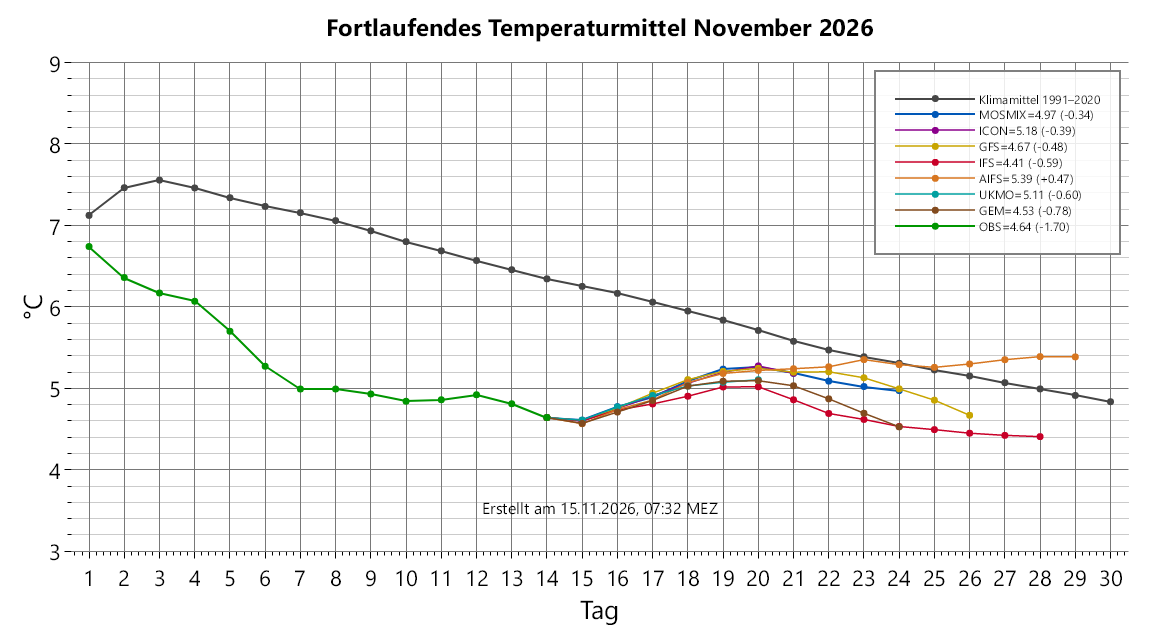 Fortlaufendes Temperaturmittel November 2026
°C
9
8
7
6
5
4
3
Klimamittel 1991–2020
MOSMIX=4.97 (-0.34)
ICON=5.18 (-0.39)
GFS=4.67 (-0.48)
IFS=4.41 (-0.59)
AIFS=5.39 (+0.47)
UKMO=5.11 (-0.60)
GEM=4.53 (-0.78)
OBS=4.64 (-1.70)
Erstellt am 15.11.2026, 07:32 MEZ
1 2 3 4 5 6 7 8 9 10 11 12 13 14 15 16 17 18 19 20 21 22 23 24 25 26 27 28 29 30
Tag